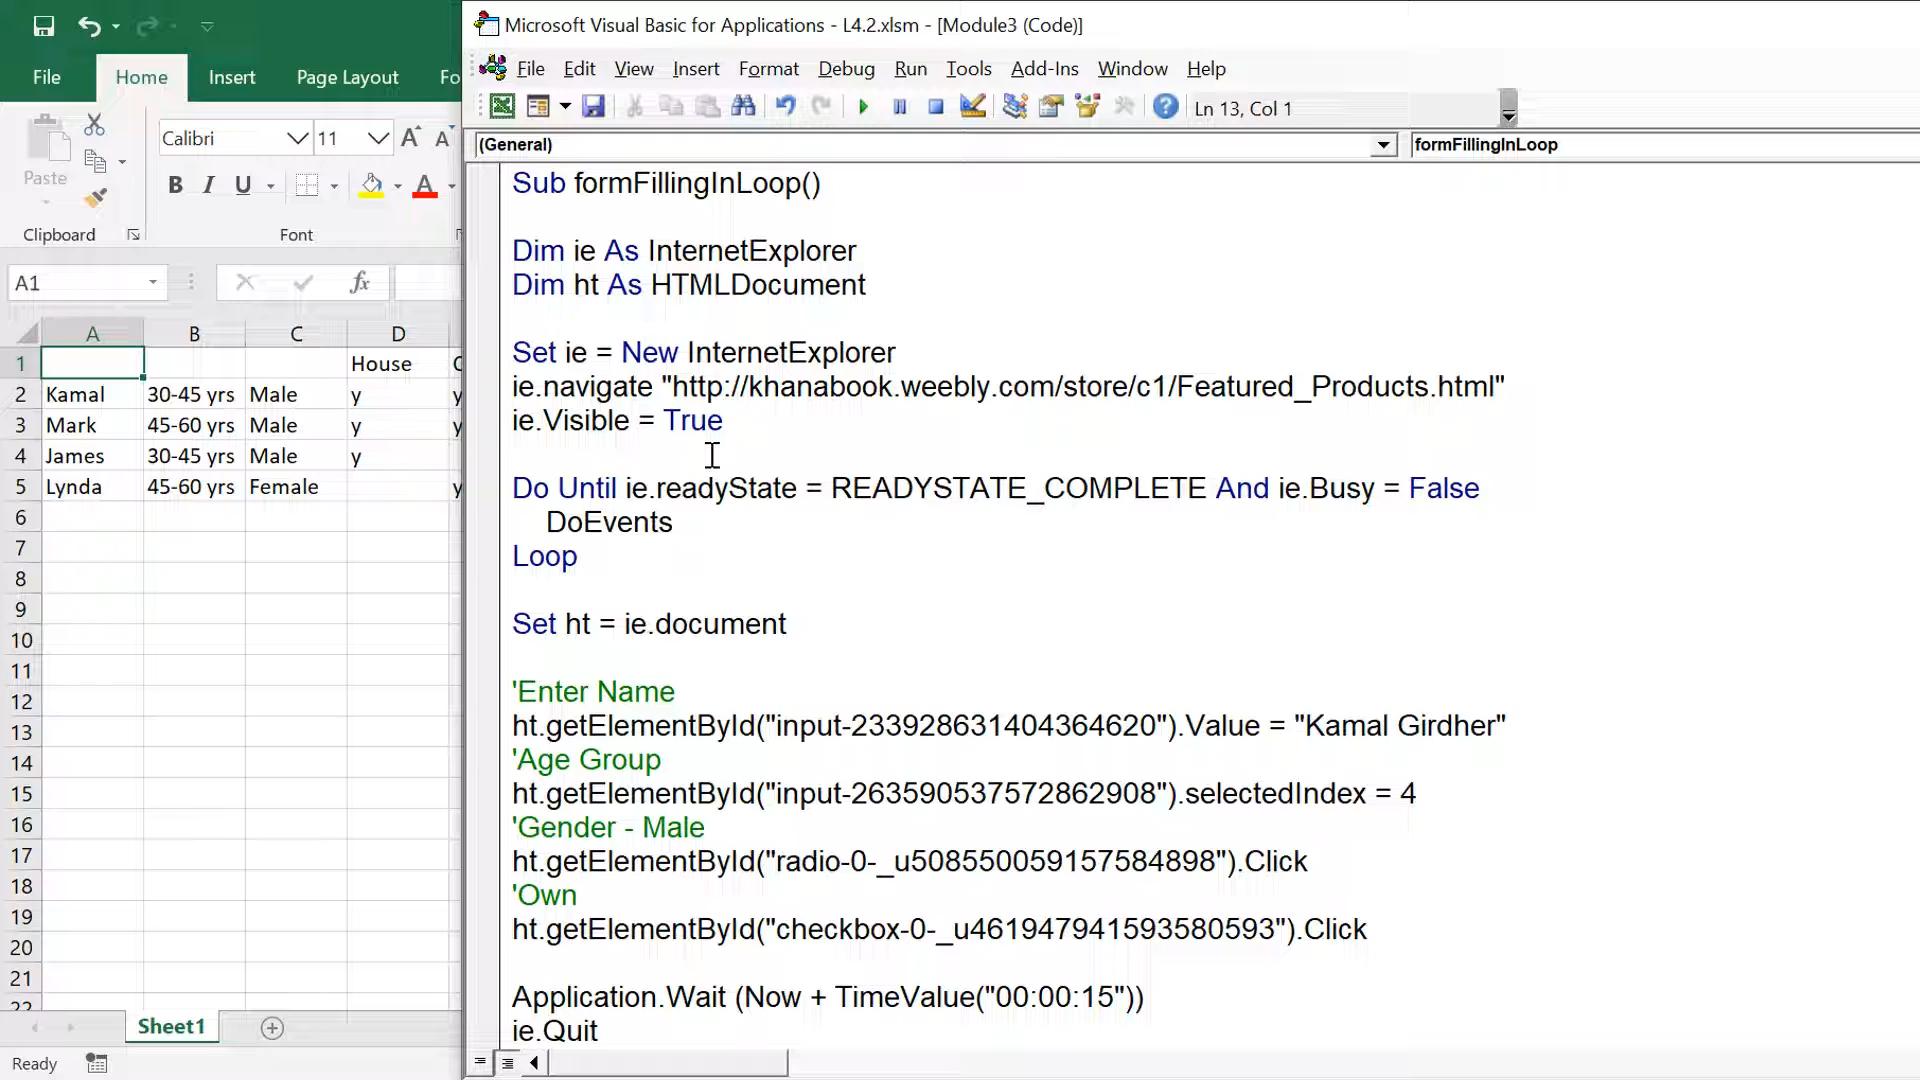 File Home Insert Page Layout Fo
Calibri 11 A A
Paste
B I U A
Clipboard Font
A1 fx
A B C D
1 House
2 Kamal 30-45 yrs Male y y
3 Mark 45-60 yrs Male y y
4 James 30-45 yrs Male y
5 Lynda 45-60 yrs Female y
6
7
8
9
10
11
12
13
14
15
16
17
18
19
20
21
22
Sheet1
Ready
Microsoft Visual Basic for Applications - L4.2.xlsm - [Module3 (Code)]
File Edit View Insert Format Debug Run Tools Add-Ins Window Help
Ln 13, Col 1
(General) formFillingInLoop
Sub formFillingInLoop()
Dim ie As InternetExplorer
Dim ht As HTMLDocument
Set ie = New InternetExplorer
ie.navigate "http://khanabook.weebly.com/store/c1/Featured_Products.html"
ie.Visible = True
Do Until ie.readyState = READYSTATE_COMPLETE And ie.Busy = False
DoEvents
Loop
Set ht = ie.document
'Enter Name
ht.getElementById("input-233928631404364620").Value = "Kamal Girdher"
'Age Group
ht.getElementById("input-263590537572862908").selectedIndex = 4
'Gender - Male
ht.getElementById("radio-0-_u508550059157584898").Click
'Own
ht.getElementById("checkbox-0-_u461947941593580593").Click
Application.Wait (Now + TimeValue("00:00:15"))
ie.Quit